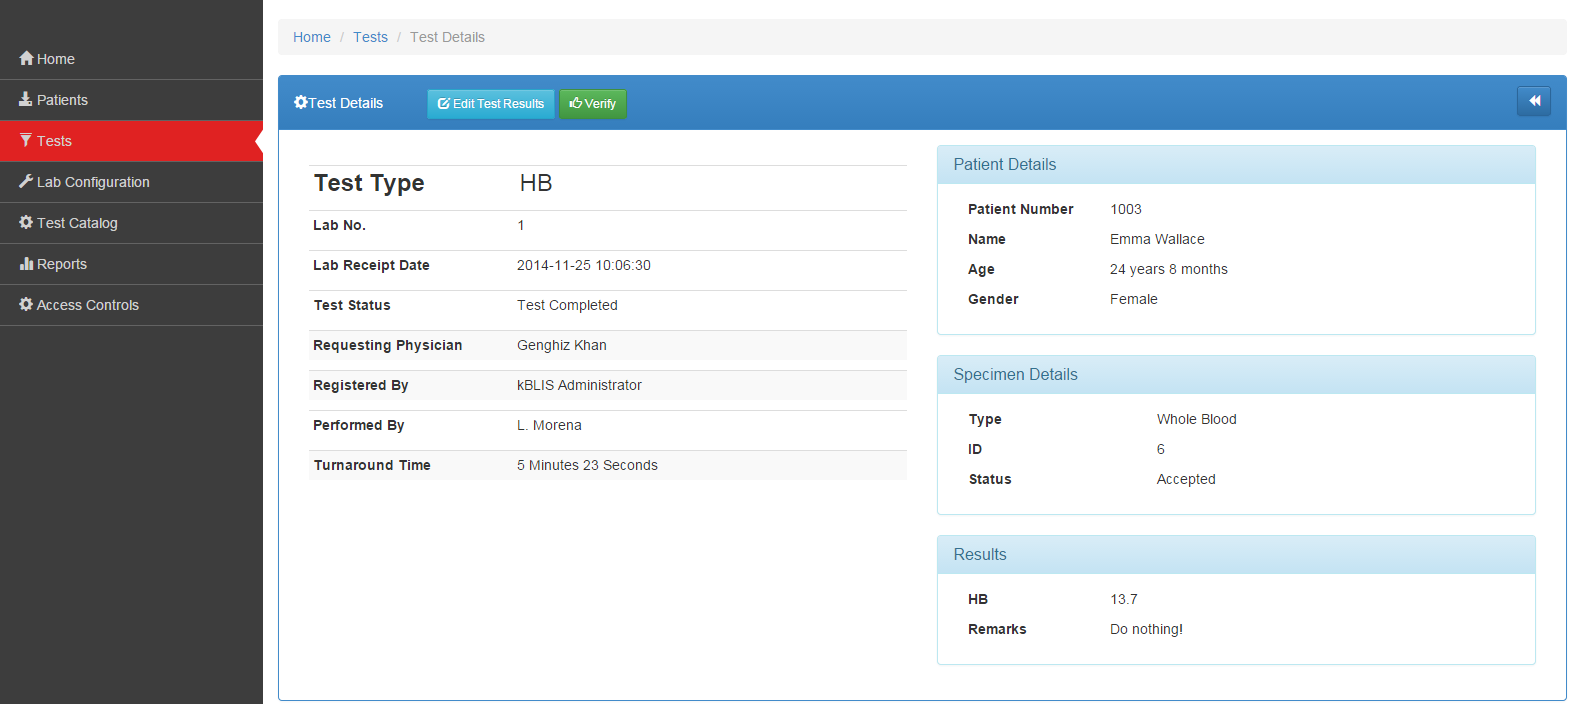 Home
Patients
Tests
Lab Configuration
Test Catalog
Reports
Access Controls
Home / Tests / Test Details
Test Details Edit Test Results Verify
Test Type HB
Lab No. 1
Lab Receipt Date 2014-11-25 10:06:30
Test Status Test Completed
Requesting Physician Genghiz Khan
Registered By kBLIS Administrator
Performed By L. Morena
Turnaround Time 5 Minutes 23 Seconds
Patient Details
Patient Number 1003
Name Emma Wallace
Age 24 years 8 months
Gender Female
Specimen Details
Type Whole Blood
ID 6
Status Accepted
Results
HB 13.7
Remarks Do nothing!